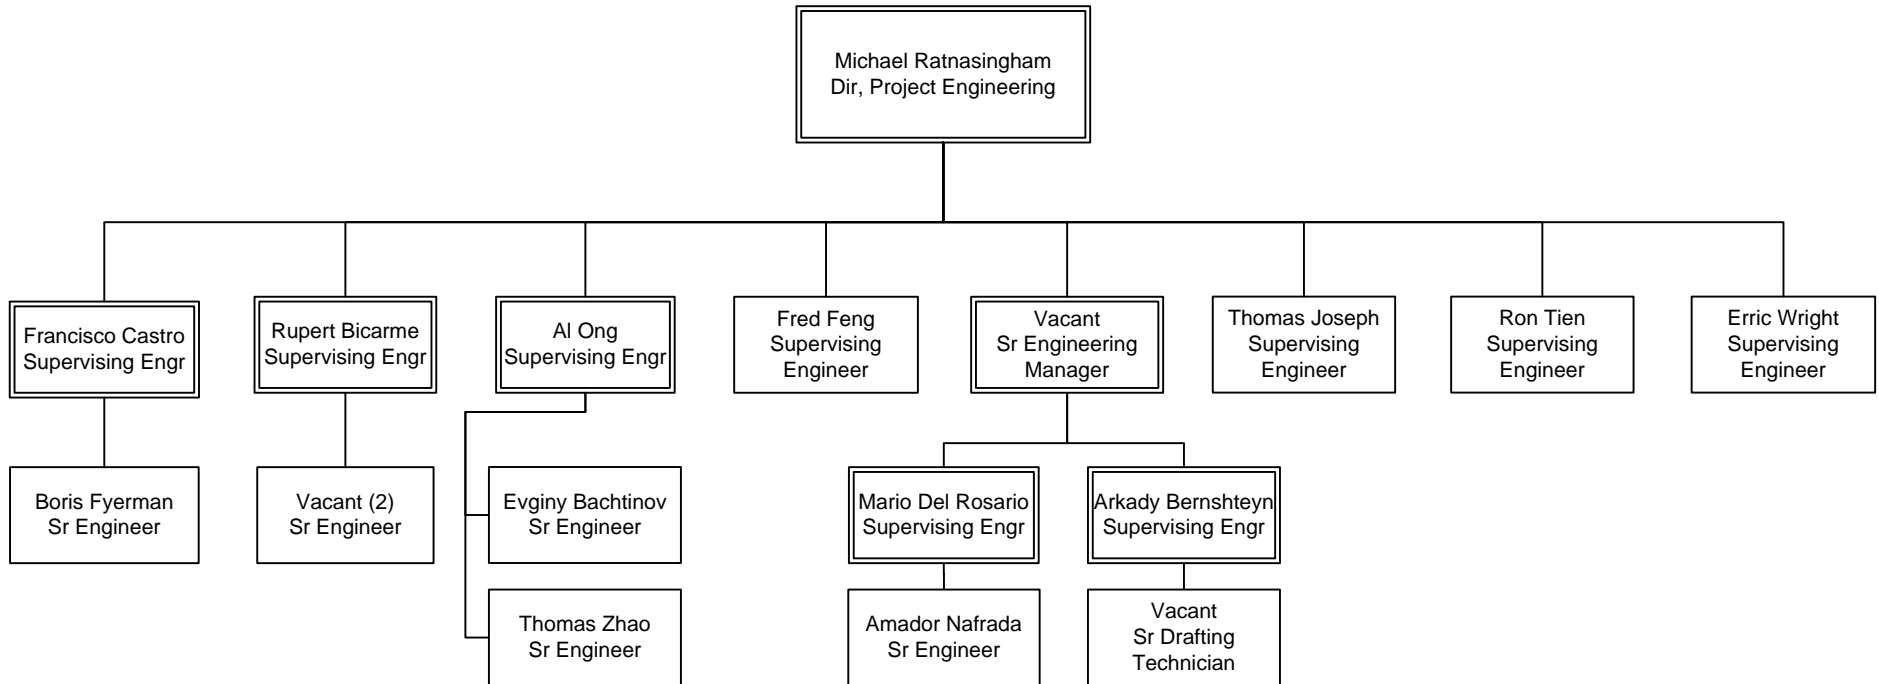 Michael Ratnasingham
Dir, Project Engineering
Francisco Castro
Supervising Engr
Rupert Bicarme
Supervising Engr
Al Ong
Supervising Engr
Fred Feng
Supervising
Engineer
Vacant
Sr Engineering
Manager
Thomas Joseph
Supervising
Engineer
Ron Tien
Supervising
Engineer
Erric Wright
Supervising
Engineer
Boris Fyerman
Sr Engineer
Vacant (2)
Sr Engineer
Evginy Bachtinov
Sr Engineer
Mario Del Rosario
Supervising Engr
Arkady Bernshteyn
Supervising Engr
Thomas Zhao
Sr Engineer
Amador Nafrada
Sr Engineer
Vacant
Sr Drafting
Technician